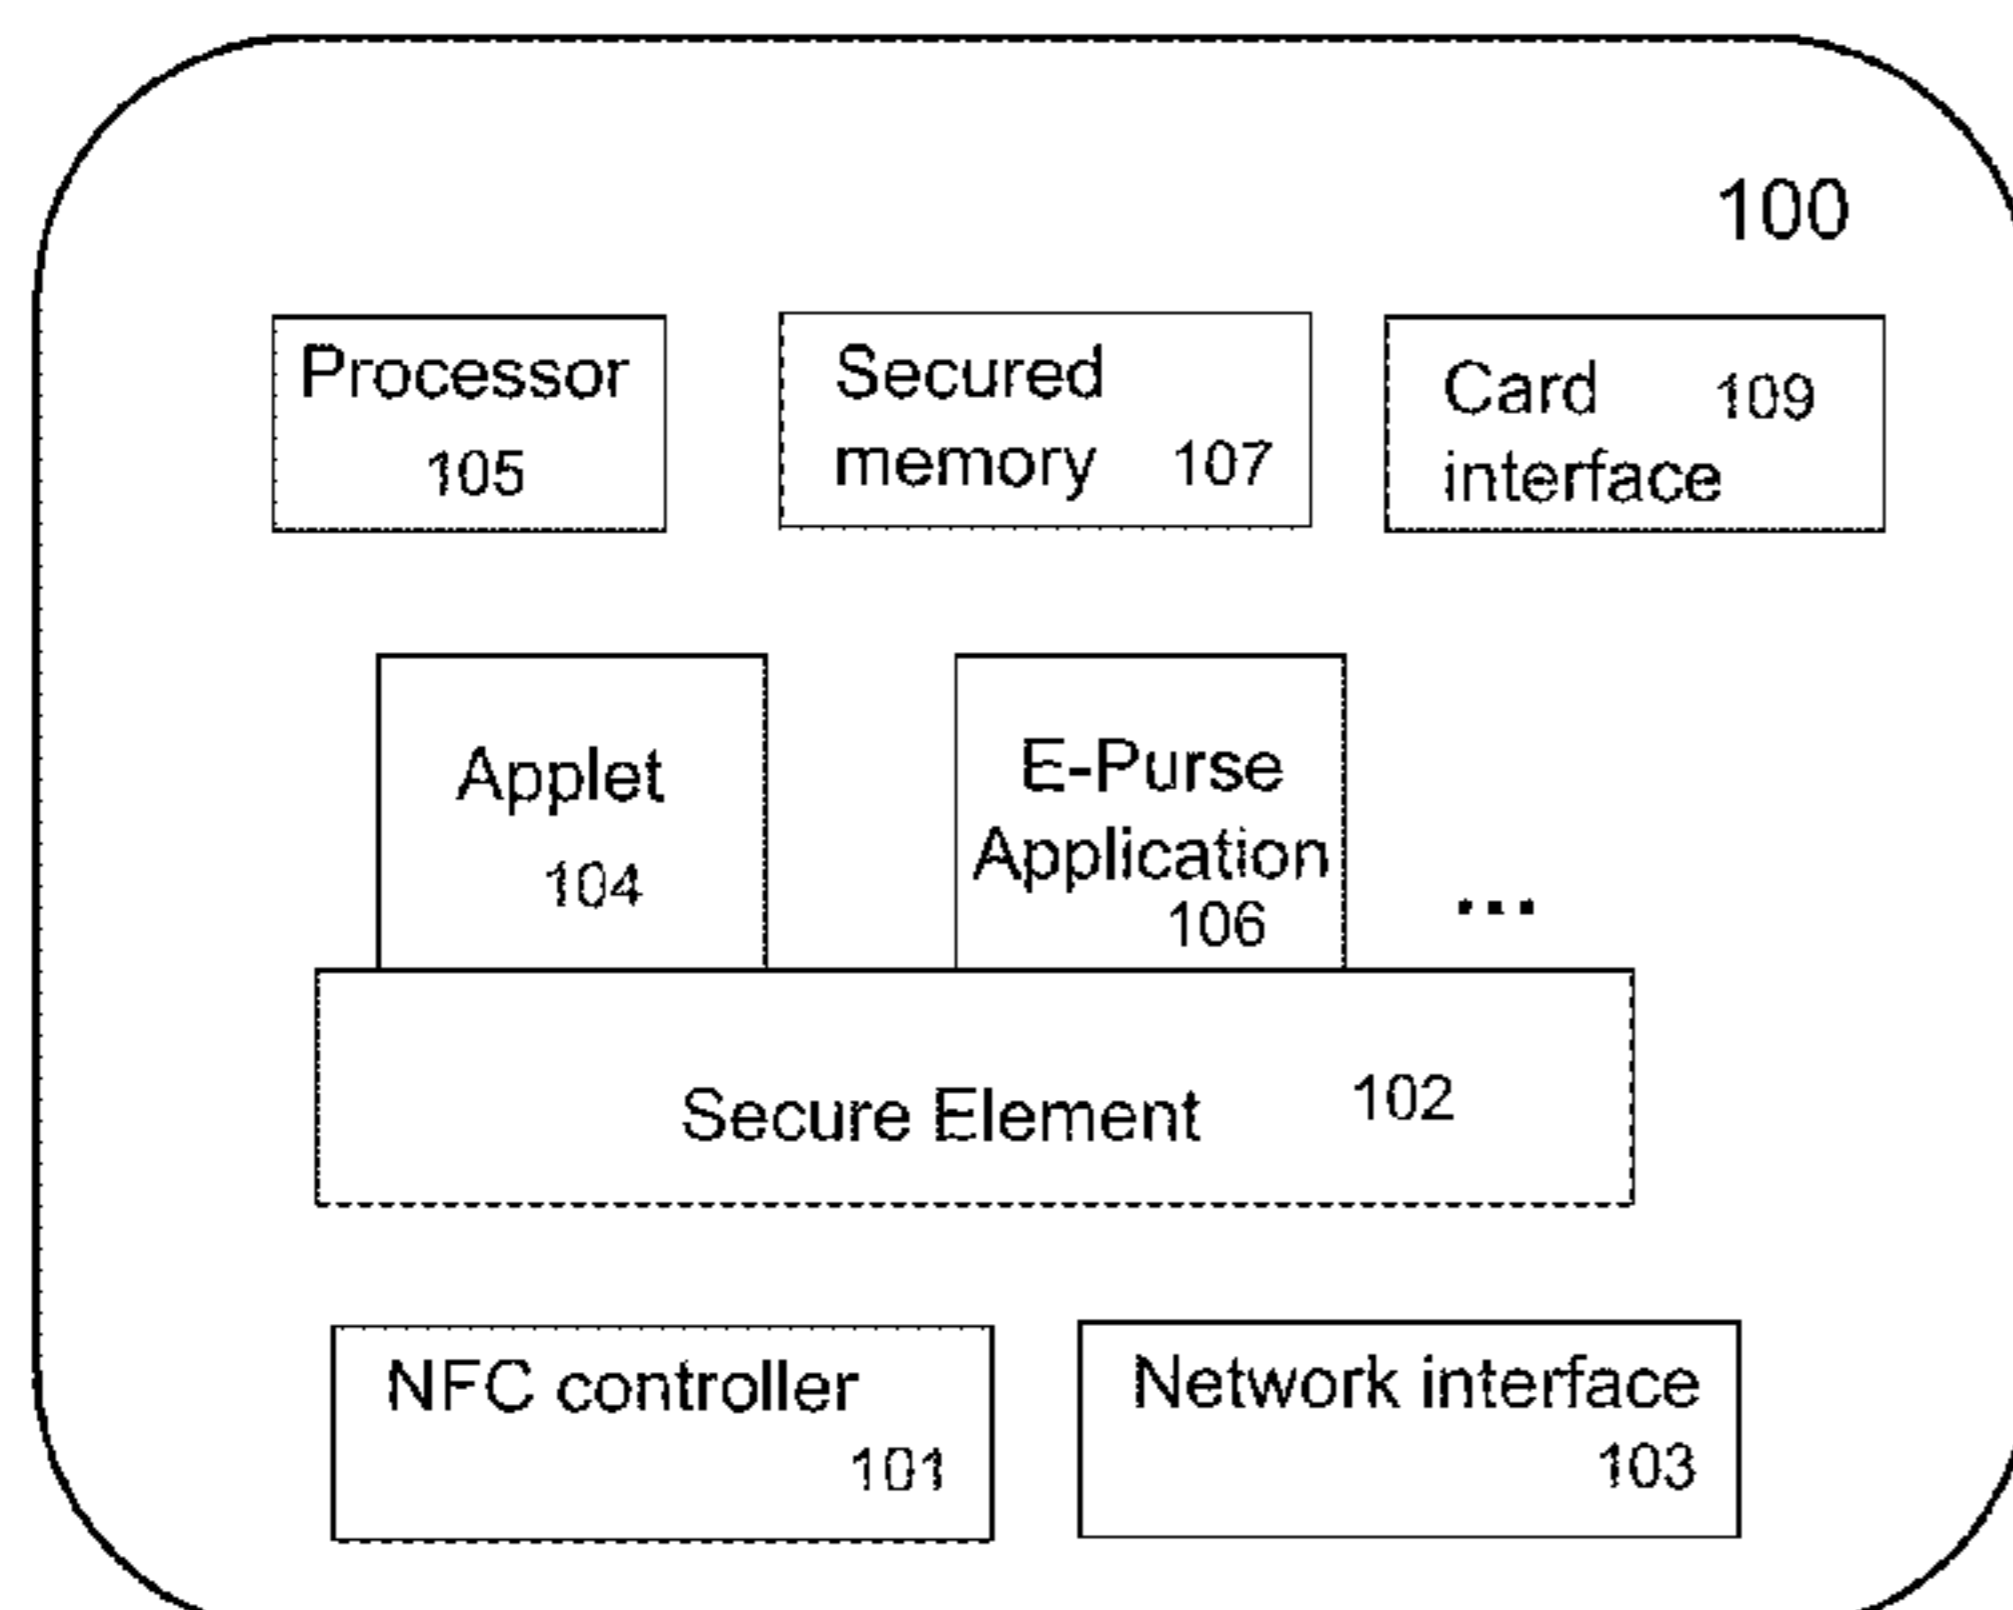 100
Processor
105
Secured
memory 107
Card 109
interface
Applet
104
E-Purse
Application
106
...
Secure Element 102
NFC controller
101
Network interface
103